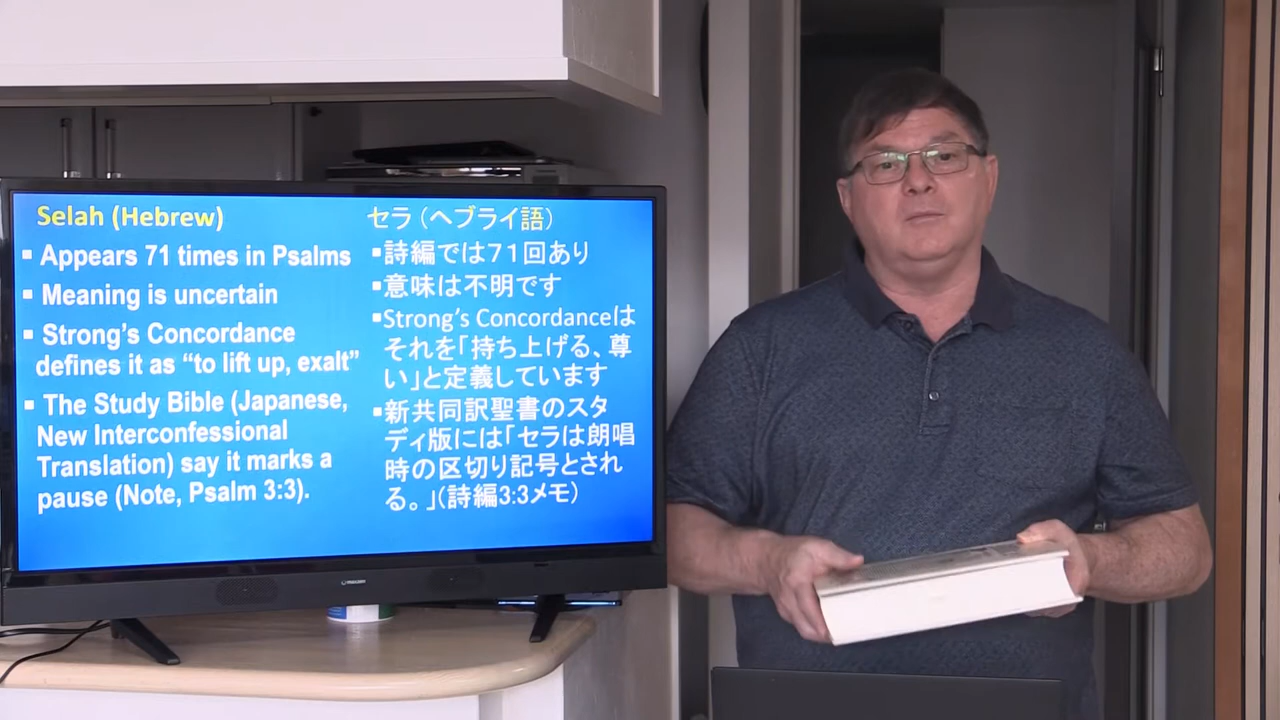 Selah (Hebrew)
▪ Appears 71 times in Psalms
▪ Meaning is uncertain
▪ Strong's Concordance
defines it as “to lift up, exalt”
▪ The Study Bible (Japanese,
New Interconfessional
Translation) say it marks a
pause (Note, Psalm 3:3).
セラ（ヘブライ語）
▪詩編では７１回あり
▪意味は不明です
▪Strong's Concordanceは
それを「持ち上げる、尊
い」と定義しています
▪新共同訳聖書のスタ
ディ版には「セラは朗唱
時の区切り記号とされ
る。」（詩編3:3メモ）